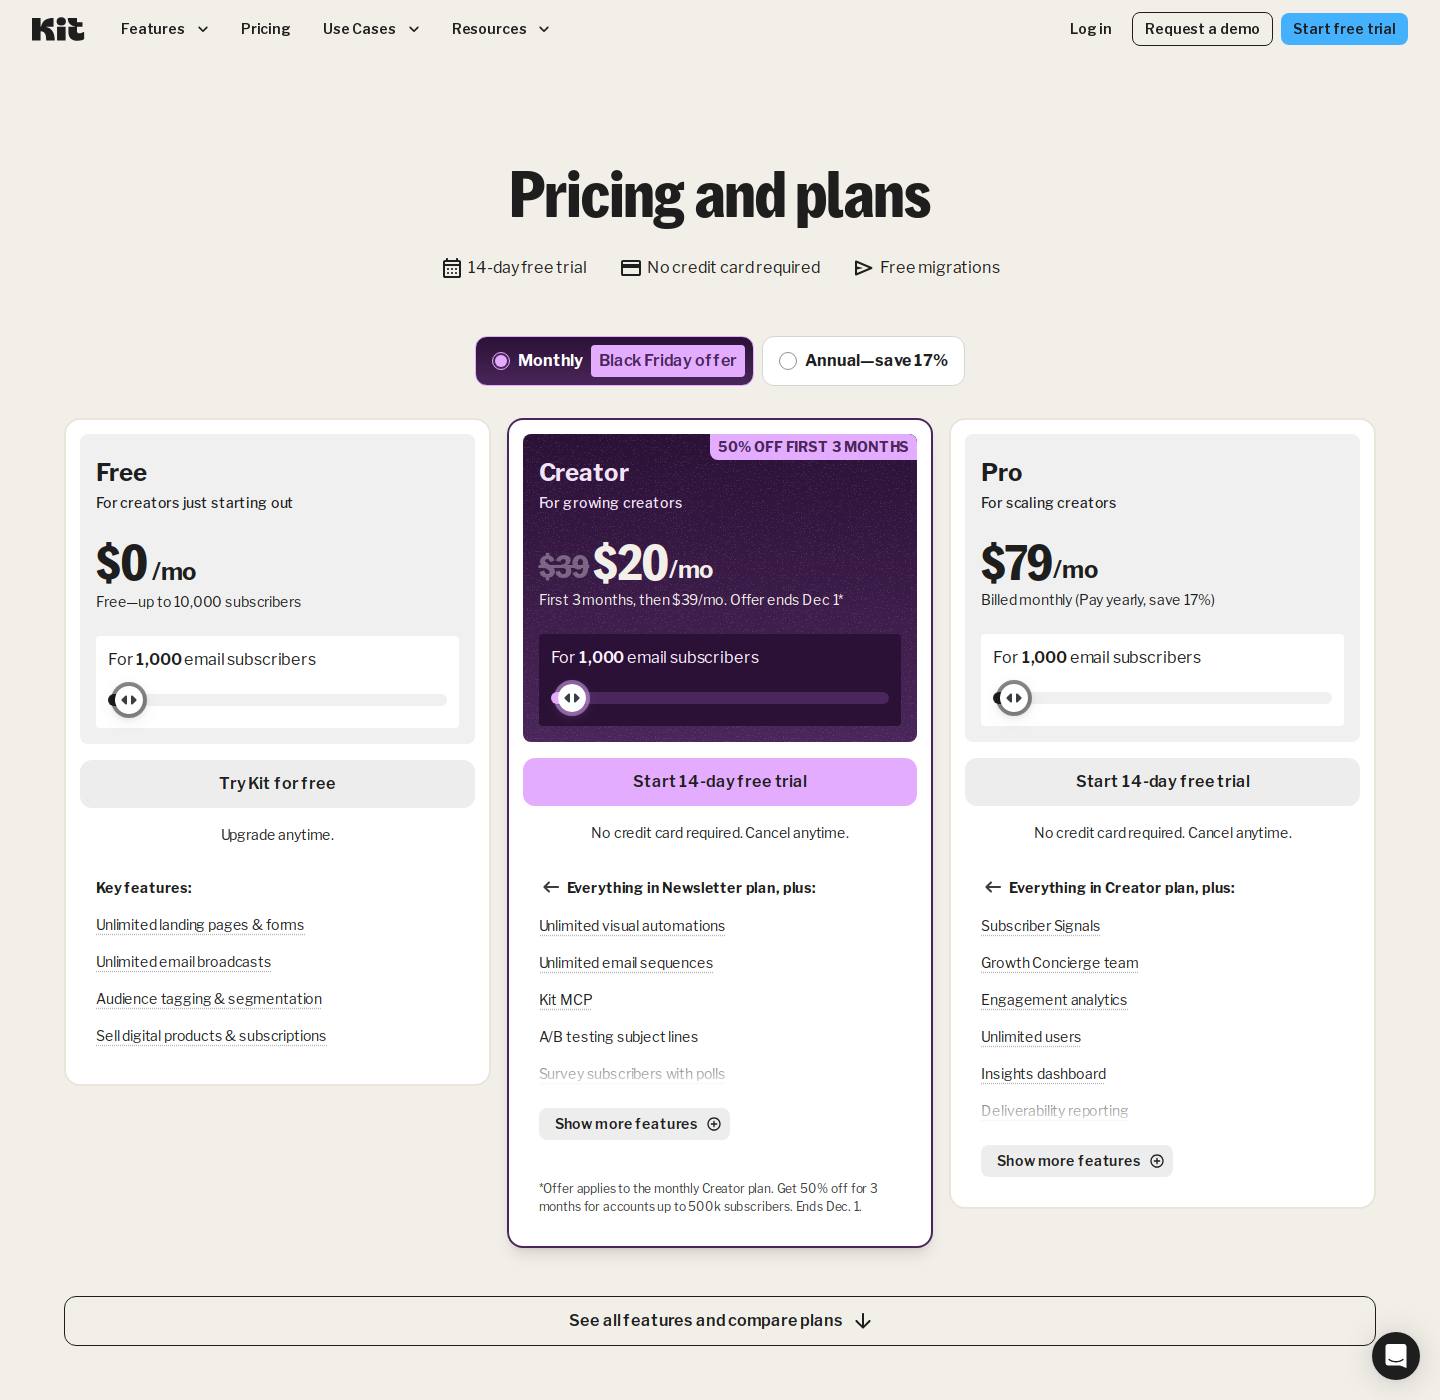 Kit
Features
Pricing
Use Cases
Resources
Log in
Request a demo
Start free trial
Pricing and plans
14-day free trial
No credit card required
Free migrations
Monthly
Black Friday offer
Annual—save 17%
Free
For creators just starting out
$0 /mo
Free—up to 10,000 subscribers
For 1,000 email subscribers
Try Kit for free
Upgrade anytime.
Key features:
Unlimited landing pages & forms
Unlimited email broadcasts
Audience tagging & segmentation
Sell digital products & subscriptions
50% OFF FIRST 3 MONTHS
Creator
For growing creators
$39 $20/mo
First 3 months, then $39/mo. Offer ends Dec 1*
For 1,000 email subscribers
Start 14-day free trial
No credit card required. Cancel anytime.
Everything in Newsletter plan, plus:
Unlimited visual automations
Unlimited email sequences
Kit MCP
A/B testing subject lines
Survey subscribers with polls
Show more features
*Offer applies to the monthly Creator plan. Get 50% off for 3
months for accounts up to 500k subscribers. Ends Dec. 1.
Pro
For scaling creators
$79/mo
Billed monthly (Pay yearly, save 17%)
For 1,000 email subscribers
Start 14-day free trial
No credit card required. Cancel anytime.
Everything in Creator plan, plus:
Subscriber Signals
Growth Concierge team
Engagement analytics
Unlimited users
Insights dashboard
Deliverability reporting
Show more features
See all features and compare plans